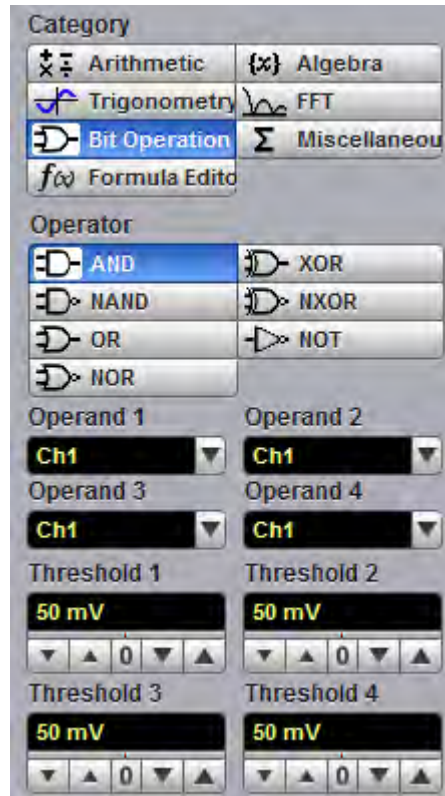 Category
Arithmetic {x} Algebra
Trigonometry FFT
Bit Operation Σ Miscellaneou
f(x) Formula Edito
Operator
AND XOR
NAND NXOR
OR NOT
NOR
Operand 1 Operand 2
Ch1 Ch1
Operand 3 Operand 4
Ch1 Ch1
Threshold 1 Threshold 2
50 mV 50 mV
0 0
Threshold 3 Threshold 4
50 mV 50 mV
0 0